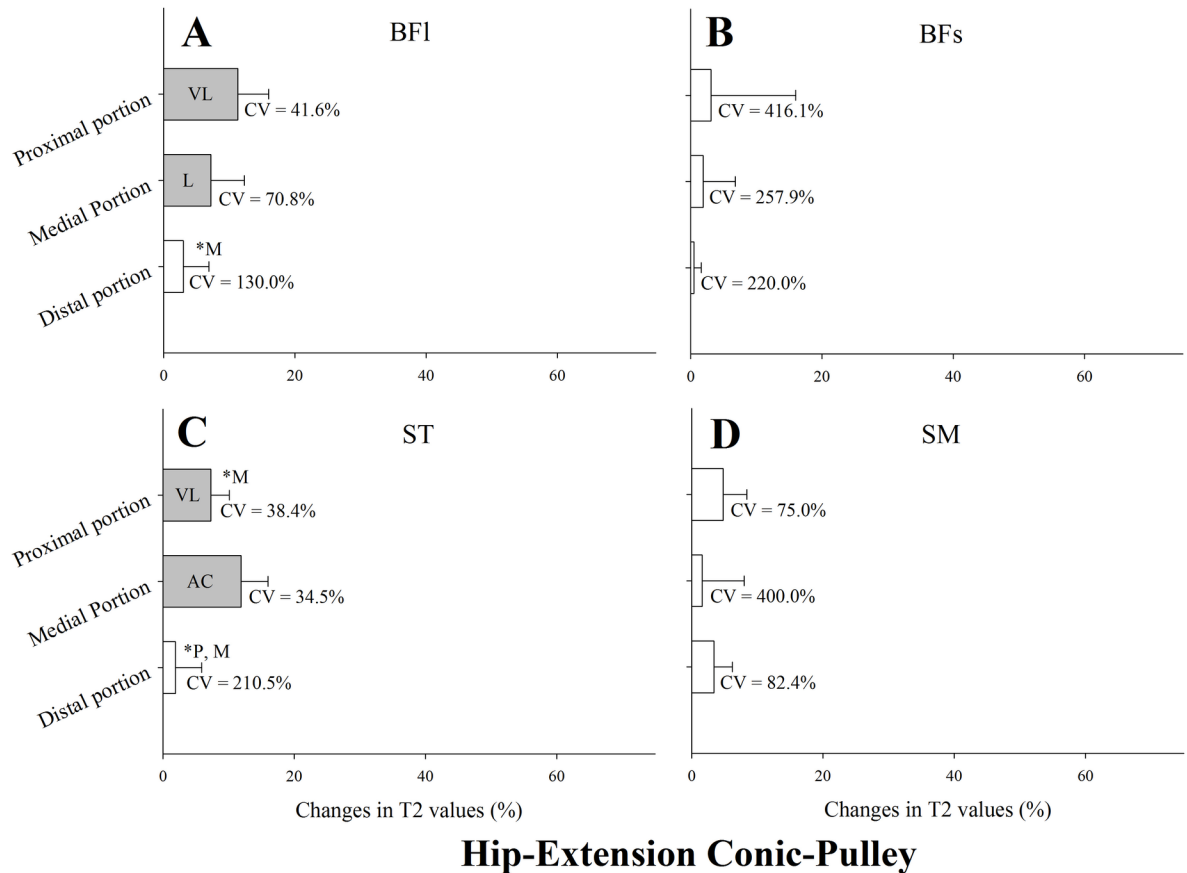 A
BFl
Proximal portion
VL
CV = 41.6%
Medial Portion
L
CV = 70.8%
Distal portion
*M
CV = 130.0%
0 20 40 60
B
BFs
CV = 416.1%
CV = 257.9%
CV = 220.0%
0 20 40 60
C
ST
Proximal portion
VL
*M
CV = 38.4%
Medial Portion
AC
CV = 34.5%
Distal portion
*P, M
CV = 210.5%
0 20 40 60
Changes in T2 values (%)
D
SM
CV = 75.0%
CV = 400.0%
CV = 82.4%
0 20 40 60
Changes in T2 values (%)
Hip-Extension Conic-Pulley